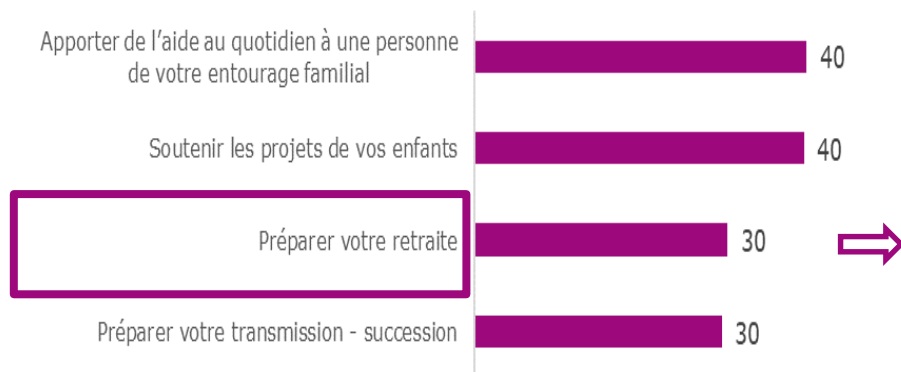 Apporter de l'aide au quotidien à une personne
de votre entourage familial
40
Soutenir les projets de vos enfants
40
Préparer votre retraite
30
Préparer votre transmission - succession
30